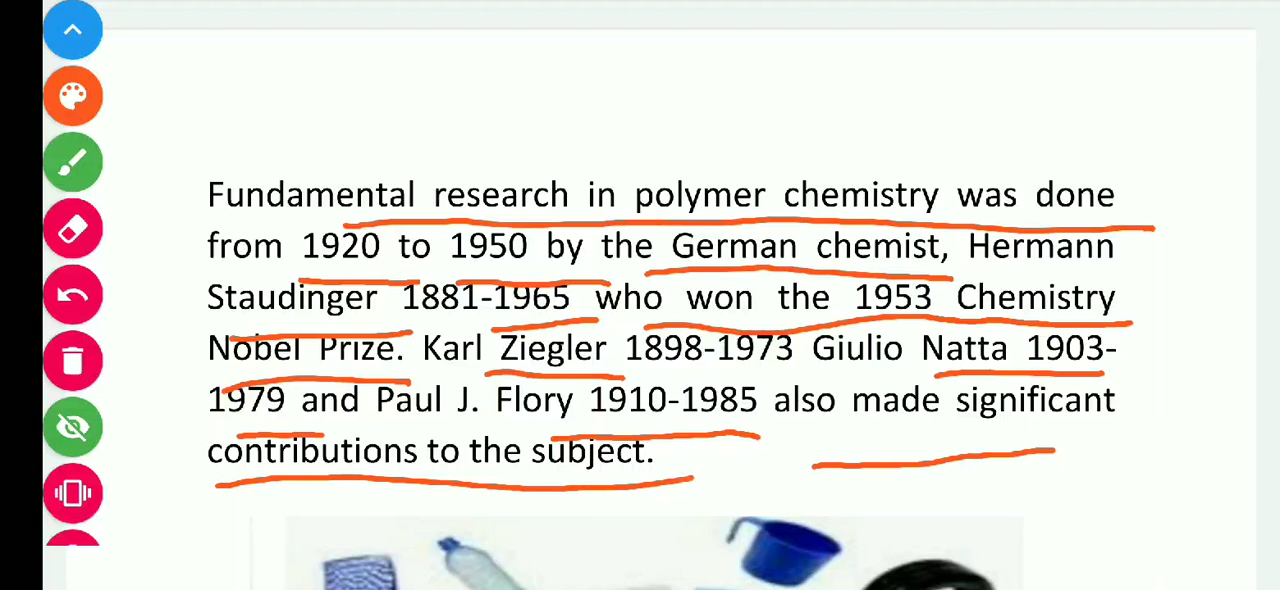 Fundamental research in polymer chemistry was done
from 1920 to 1950 by the German chemist, Hermann
Staudinger 1881-1965 who won the 1953 Chemistry
Nobel Prize. Karl Ziegler 1898-1973 Giulio Natta 1903-
1979 and Paul J. Flory 1910-1985 also made significant
contributions to the subject.